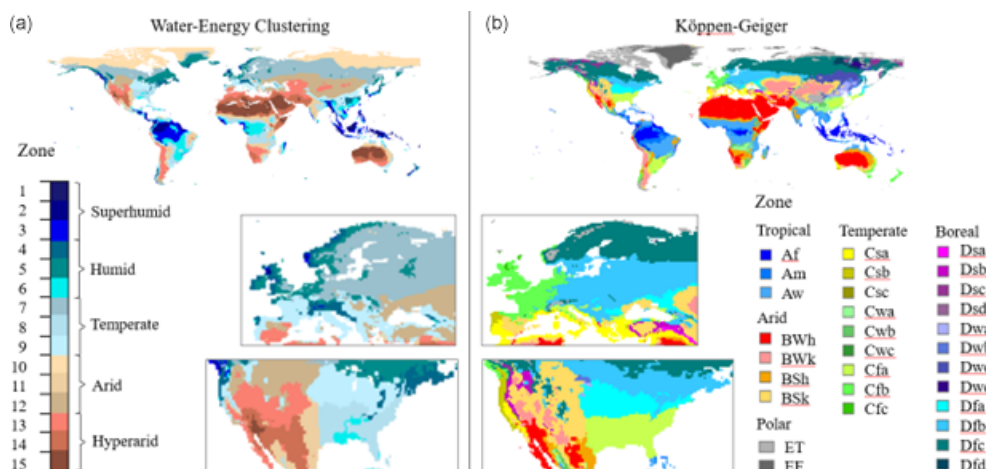 (a)
Water-Energy Clustering
Zone
1
2
3
4
5
6
7
8
9
10
11
12
13
14
15
Superhumid
Humid
Temperate
Arid
Hyperarid
(b)
Köppen-Geiger
Zone
Tropical
Af
Am
Aw
Arid
BWh
BWk
BSh
BSk
Polar
ET
EF
Temperate
Csa
Csb
Csc
Cwa
Cwb
Cwc
Cfa
Cfb
Cfc
Boreal
Dsa
Dsb
Dsc
Dsd
Dwa
Dfa
Dfb
Dfc
Dfd